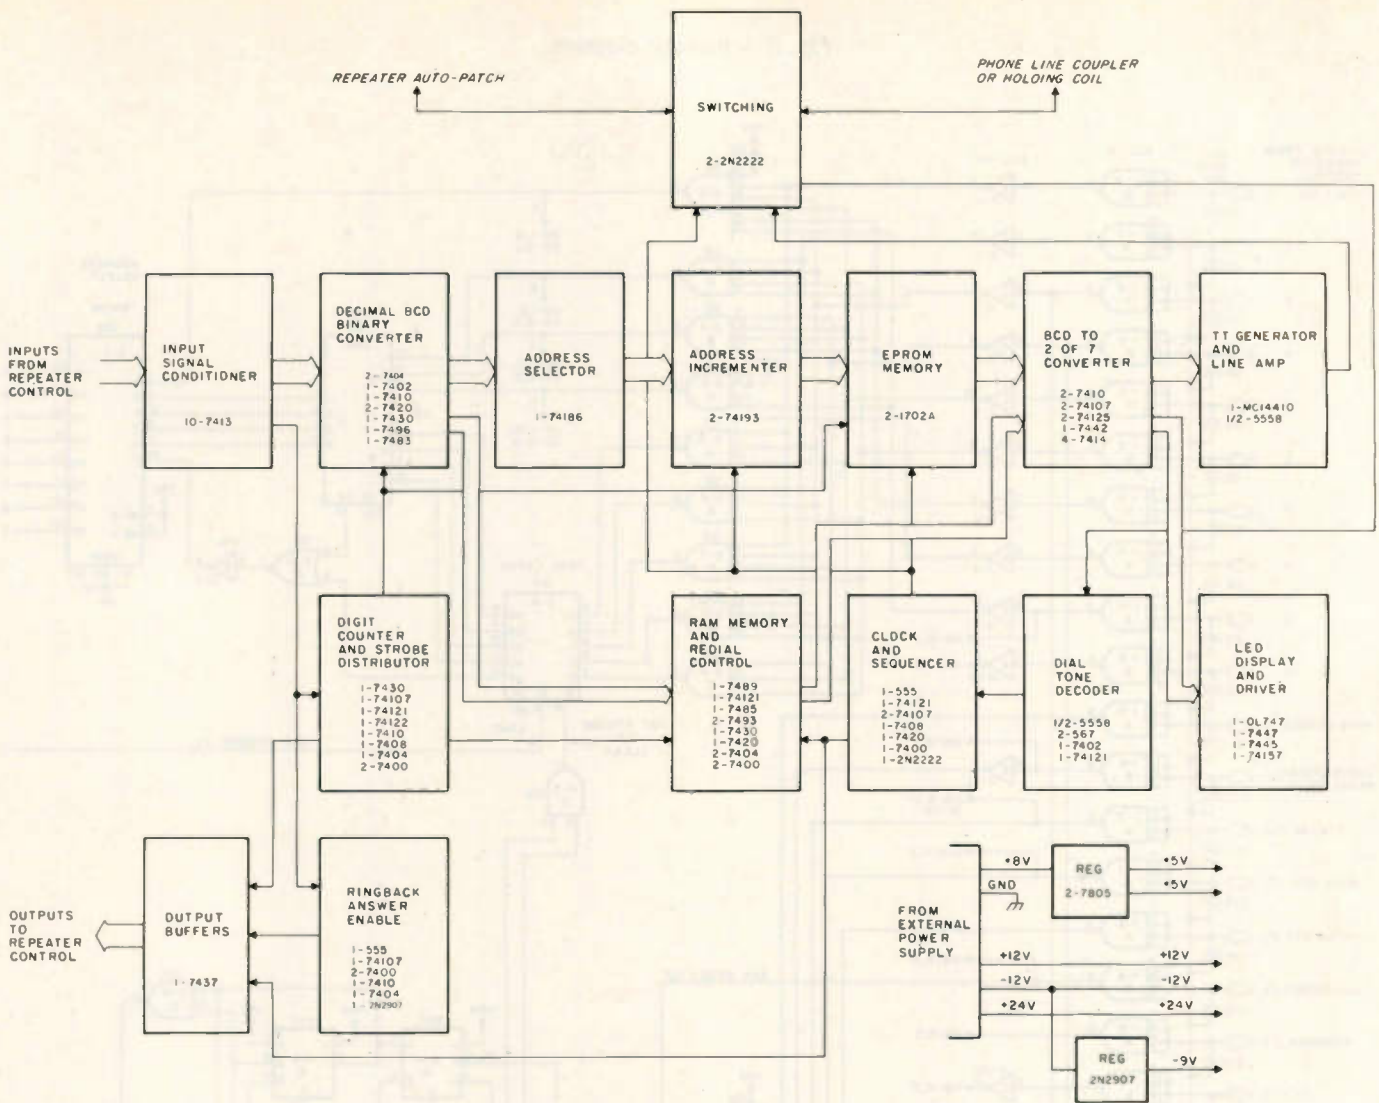 REPEATER AUTO-PATCH
PHONE LINE COUPLER
OR HOLDING COIL
SWITCHING
2-2N2222
INPUTS
FROM
REPEATER
CONTROL
INPUT
SIGNAL
CONDITIONER
10-7413
DECIMAL BCD
BINARY
CONVERTER
2-7404
1-7402
1-7410
2-7420
1-7430
1-7496
1-7483
ADDRESS
SELECTOR
1-74186
ADDRESS
INCREMENTER
2-74193
EPROM
MEMORY
2-1702A
BCD TO
2 OF 7
CONVERTER
2-7410
2-74107
2-74125
1-7442
4-7414
TT GENERATOR
AND
LINE AMP
1-MC14410
1/2-5558
DIGIT
COUNTER
AND STROBE
DISTRIBUTOR
1-7430
1-74107
1-74121
1-74122
1-7410
1-7408
1-7404
2-7400
RAM MEMORY
AND
REDIAL
CONTROL
1-7489
1-74121
1-7485
2-7493
1-7430
1-7420
2-7404
2-7400
CLOCK
AND
SEQUENCER
1-555
1-74121
2-74107
1-7408
1-7420
1-7400
1-2N2222
DIAL
TONE
DECODER
1/2-5558
2-567
1-7402
1-74121
LED
DISPLAY
AND
DRIVER
1-OL747
1-7447
1-7445
1-74157
OUTPUTS
TO
REPEATER
CONTROL
OUTPUT
BUFFERS
1-7437
RINGBACK
ANSWER
ENABLE
1-555
1-74107
2-7400
1-7410
1-7404
1-2N2907
FROM
EXTERNAL
POWER
SUPPLY
+8V
GND
REG
2-7805
+5V
+5V
+12V
+12V
-12V
-12V
+24V
+24V
REG
2N2907
-9V